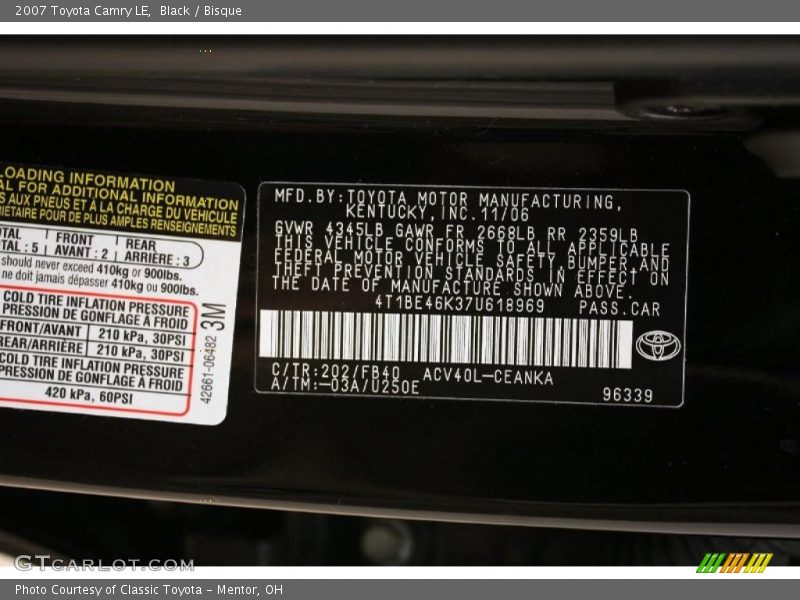 2007 Toyota Camry LE, Black / Bisque
LOADING INFORMATION
FOR ADDITIONAL INFORMATION
AUX PNEUS ET À LA CHARGE DU VÉHICULE
POUR DE PLUS AMPLES RENSEIGNEMENTS
: 5 | FRONT | REAR
AVANT : 2 | ARRIÈRE : 3
should never exceed 410kg or 900lbs.
ne doit jamais dépasser 410kg ou 900lbs.
COLD TIRE INFLATION PRESSURE
PRESSION DE GONFLAGE À FROID
FRONT/AVANT 210 kPa, 30PSI
REAR/ARRIÈRE 210 kPa, 30PSI
COLD TIRE INFLATION PRESSURE
PRESSION DE GONFLAGE À FROID
420 kPa, 60PSI
42661-06482 3M
MFD.BY:TOYOTA MOTOR MANUFACTURING,
KENTUCKY,INC.11/06
GVWR 4345LB GAWR FR 2668LB RR 2359LB
THIS VEHICLE CONFORMS TO ALL APPLICABLE
FEDERAL MOTOR VEHICLE SAFETY,BUMPER,AND
THEFT PREVENTION STANDARDS IN EFFECT ON
THE DATE OF MANUFACTURE SHOWN ABOVE.
4T1BE46K37U618969 PASS.CAR
C/TR:202/FB40 ACV40L-CEANKA
A/TM:-03A/U250E
96339
GTCARLOT.COM
Photo Courtesy of Classic Toyota - Mentor, OH